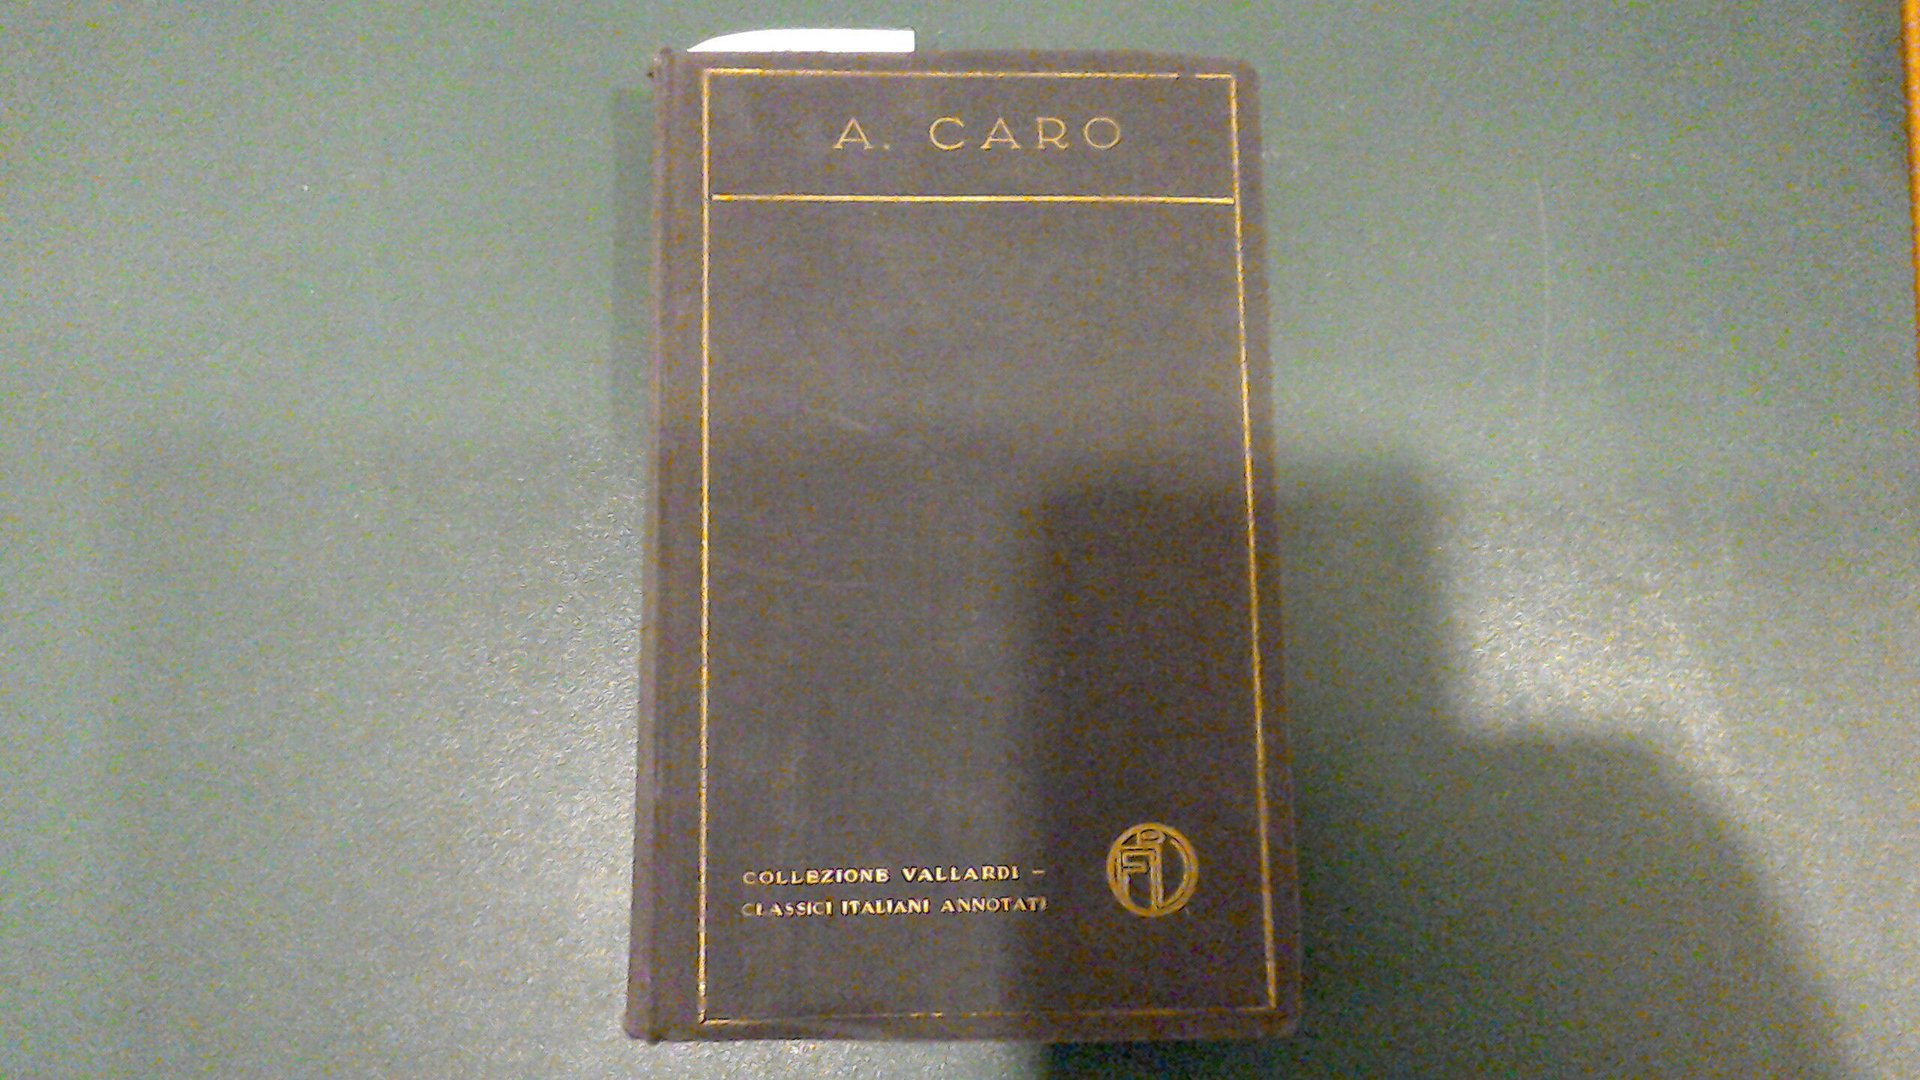 A. CARO
COLLEZIONE VALLARDI –
CLASSICI ITALIANI ANNOTATI